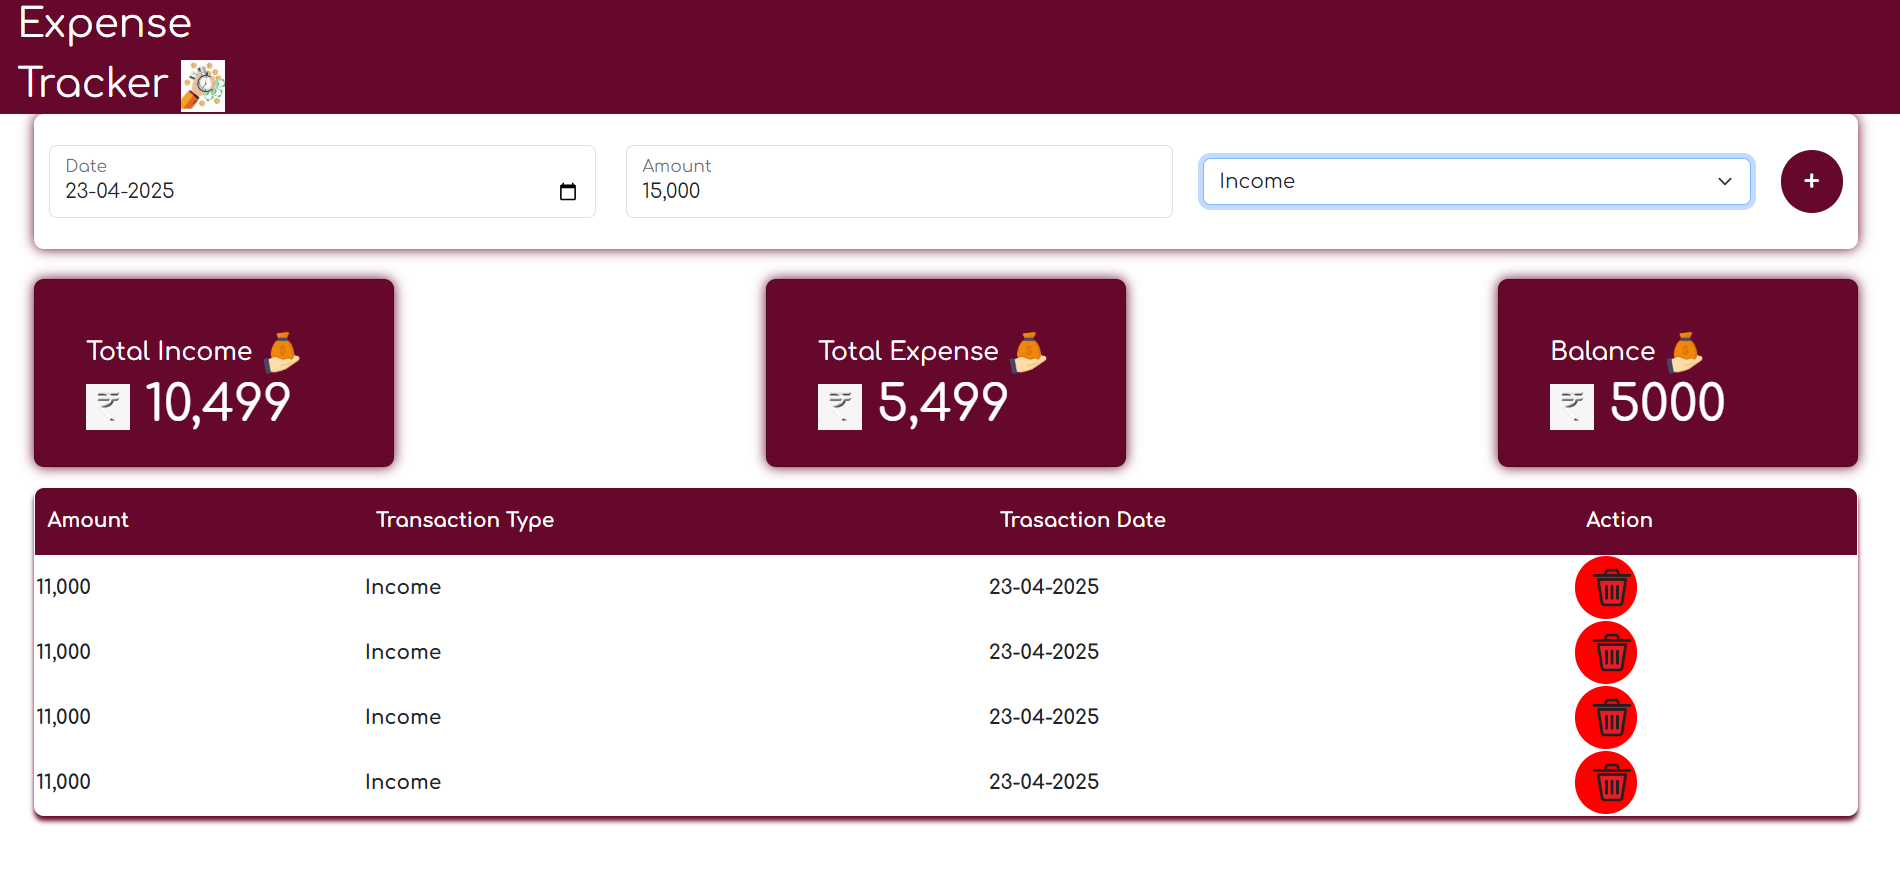 Expense
Tracker
Date
23-04-2025
Amount
15,000
Income
+
Total Income
10,499
Total Expense
5,499
Balance
5000
Amount Transaction Type Trasaction Date Action
11,000 Income 23-04-2025
11,000 Income 23-04-2025
11,000 Income 23-04-2025
11,000 Income 23-04-2025